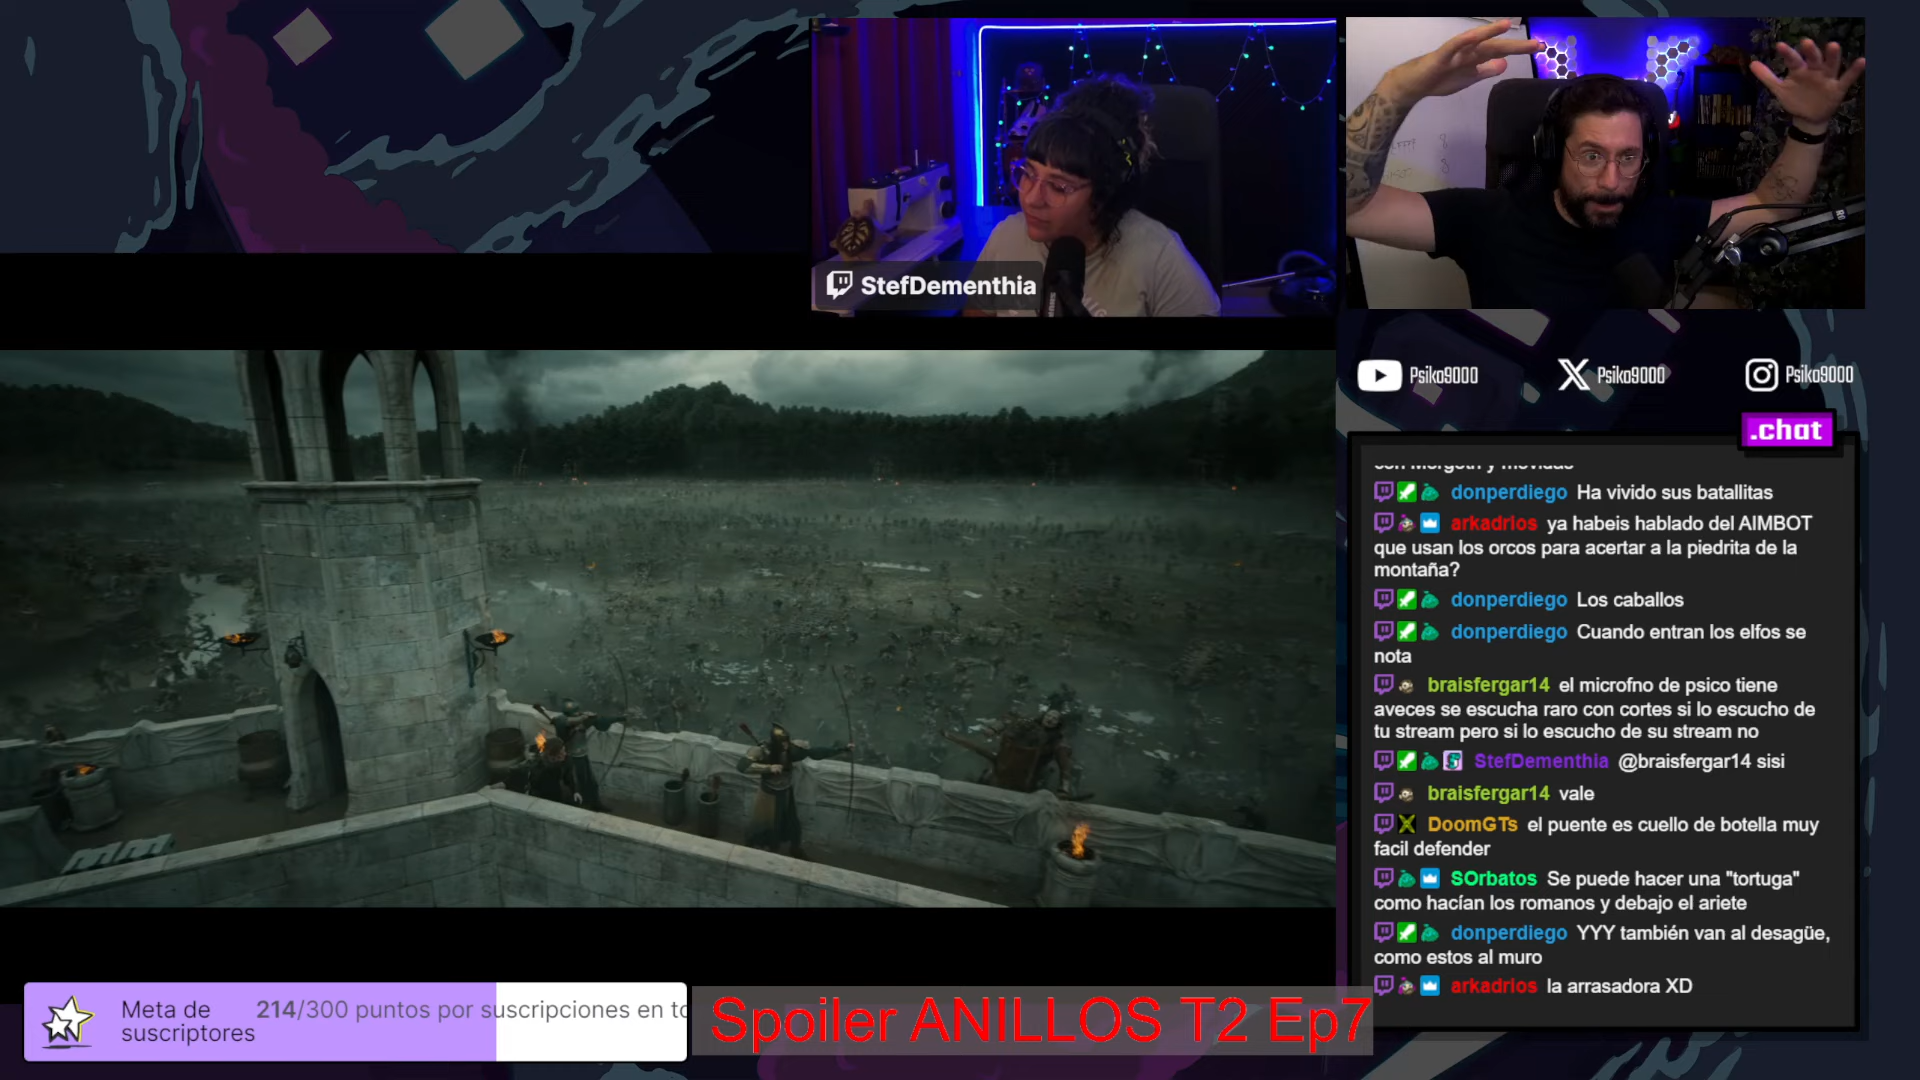 StefDementhia
Psiko9000
Psiko9000
Psiko9000
.chat
con Morgoth y movidas
donperdiego Ha vivido sus batallitas
arkadrios ya habeis hablado del AIMBOT
que usan los orcos para acertar a la piedrita de la
montaña?
donperdiego Los caballos
donperdiego Cuando entran los elfos se
nota
braisfergar14 el microfno de psico tiene
aveces se escucha raro con cortes si lo escucho de
tu stream pero si lo escucho de su stream no
StefDementhia @braisfergar14 sisi
braisfergar14 vale
DoomGTs el puente es cuello de botella muy
facil defender
SOrbatos Se puede hacer una "tortuga"
como hacían los romanos y debajo el ariete
donperdiego YYY también van al desagüe,
como estos al muro
arkadrios la arrasadora XD
Meta de
suscriptores
214/300 puntos por suscripciones en to
Spoiler ANILLOS T2 Ep7